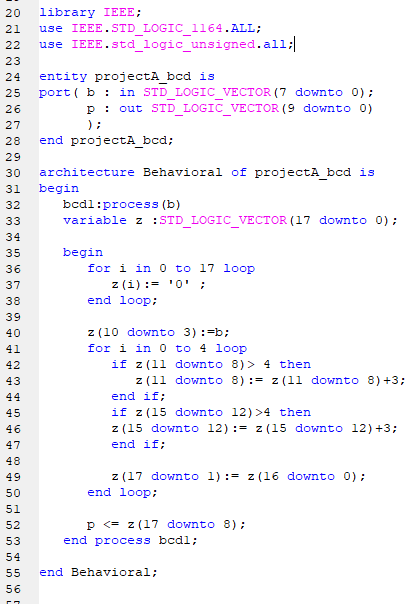 20 library IEEE;
21 use IEEE.STD_LOGIC_1164.ALL;
22 use IEEE.std_logic_unsigned.all;
23
24 entity projectA_bcd is
25 port( b : in STD_LOGIC_VECTOR(7 downto 0);
26 p : out STD_LOGIC_VECTOR(9 downto 0)
27 );
28 end projectA_bcd;
29
30 architecture Behavioral of projectA_bcd is
31 begin
32 bcd1:process(b)
33 variable z :STD_LOGIC_VECTOR(17 downto 0);
34
35 begin
36 for i in 0 to 17 loop
37 z(i):= '0' ;
38 end loop;
39
40 z(10 downto 3):=b;
41 for i in 0 to 4 loop
42 if z(11 downto 8)> 4 then
43 z(11 downto 8):= z(11 downto 8)+3;
44 end if;
45 if z(15 downto 12)>4 then
46 z(15 downto 12):= z(15 downto 12)+3;
47 end if;
48
49 z(17 downto 1):= z(16 downto 0);
50 end loop;
51
52 p <= z(17 downto 8);
53 end process bcd1;
54
55 end Behavioral;
56